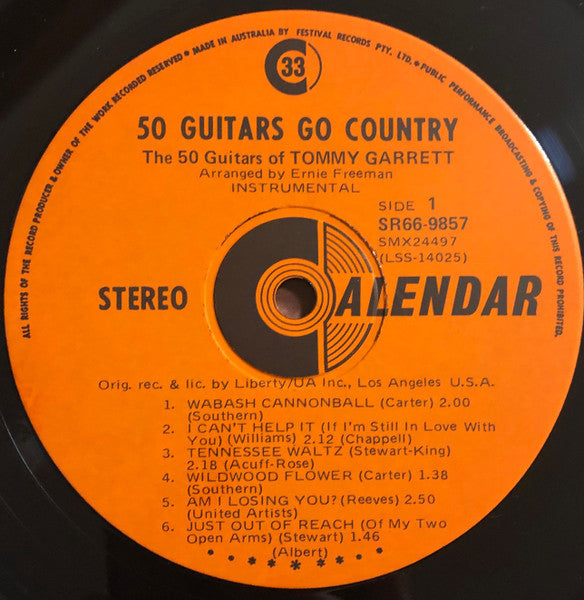 ALL RIGHTS OF THE RECORD PRODUCER & OWNER OF THE WORK RECORDED RESERVED * MADE IN AUSTRALIA BY FESTIVAL RECORDS PTY. LTD. * PUBLIC PERFORMANCE BROADCASTING & COPYING OF THIS RECORD PROHIBITED.
33
50 GUITARS GO COUNTRY
The 50 Guitars of TOMMY GARRETT
Arranged by Ernie Freeman
INSTRUMENTAL
SIDE 1
SR66-9857
SMX24497
(LSS-14025)
STEREO CALENDAR
Orig. rec. & lic. by Liberty/UA Inc., Los Angeles U.S.A.
1. WABASH CANNONBALL (Carter) 2.00
(Southern)
2. I CAN'T HELP IT (If I'm Still In Love With
You) (Williams) 2.12 (Chappell)
3. TENNESSEE WALTZ (Stewart-King)
2.18 (Acuff-Rose)
4. WILDWOOD FLOWER (Carter) 1.38
(Southern)
5. AM I LOSING YOU? (Reeves) 2.50
(United Artists)
6. JUST OUT OF REACH (Of My Two
Open Arms) (Stewart) 1.46
(Albert)